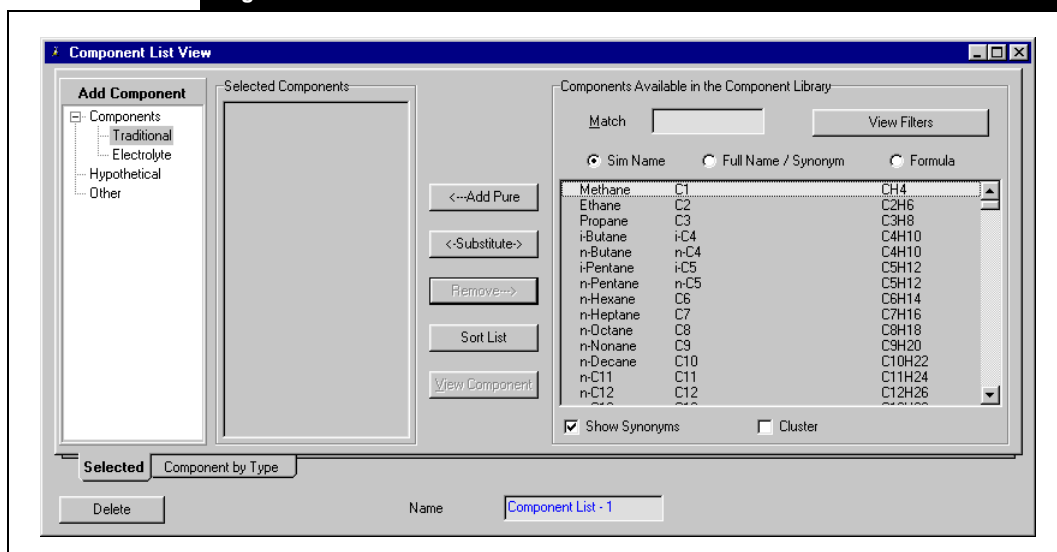 Component List View
Add Component
Components
Traditional
Electrolyte
Hypothetical
Other
Selected Components
<---Add Pure
<-Substitute->
Remove--->
Sort List
View Component
Components Available in the Component Library
Match
View Filters
Sim Name Full Name / Synonym Formula
Methane C1 CH4
Ethane C2 C2H6
Propane C3 C3H8
i-Butane i-C4 C4H10
n-Butane n-C4 C4H10
i-Pentane i-C5 C5H12
n-Pentane n-C5 C5H12
n-Hexane C6 C6H14
n-Heptane C7 C7H16
n-Octane C8 C8H18
n-Nonane C9 C9H20
n-Decane C10 C10H22
n-C11 C11 C11H24
n-C12 C12 C12H26
Show Synonyms Cluster
Selected Component by Type
Delete
Name Component List - 1